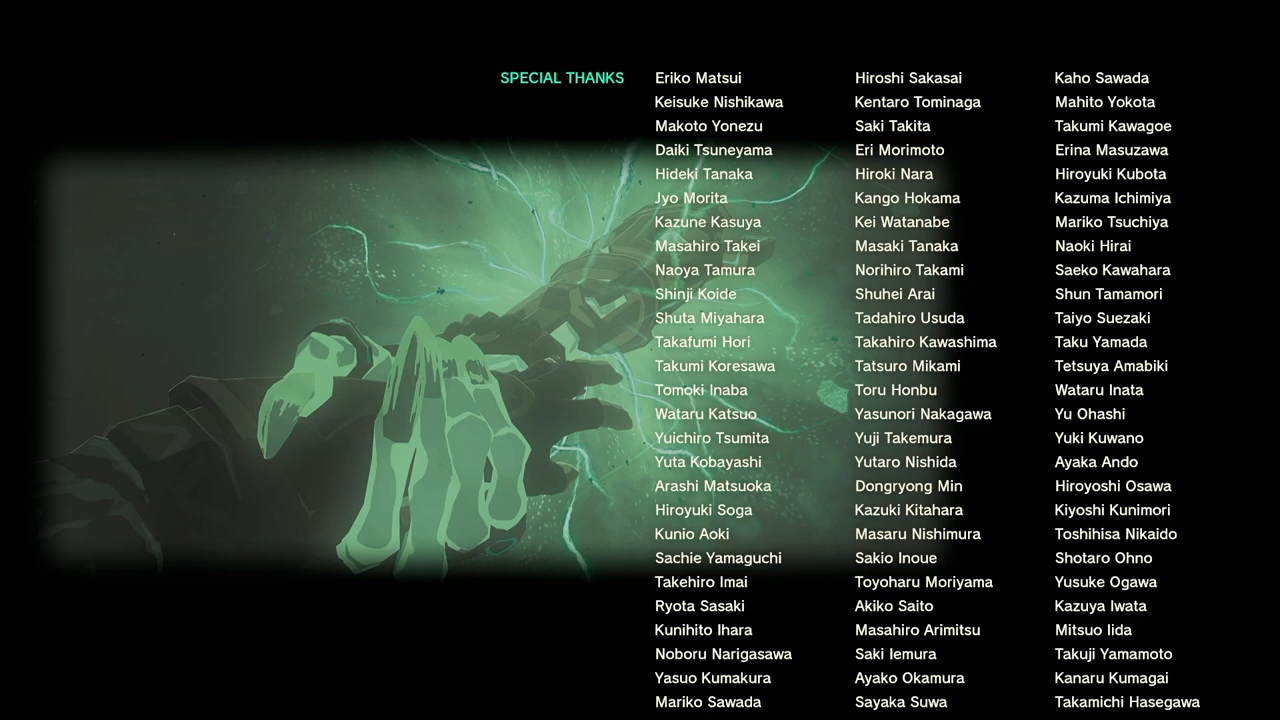 SPECIAL THANKS Eriko Matsui Hiroshi Sakasai Kaho Sawada
Keisuke Nishikawa Kentaro Tominaga Mahito Yokota
Makoto Yonezu Saki Takita Takumi Kawagoe
Daiki Tsuneyama Eri Morimoto Erina Masuzawa
Hideki Tanaka Hiroki Nara Hiroyuki Kubota
Jyo Morita Kango Hokama Kazuma Ichimiya
Kazune Kasuya Kei Watanabe Mariko Tsuchiya
Masahiro Takei Masaki Tanaka Naoki Hirai
Naoya Tamura Norihiro Takami Saeko Kawahara
Shinji Koide Shuhei Arai Shun Tamamori
Shuta Miyahara Tadahiro Usuda Taiyo Suezaki
Takafumi Hori Takahiro Kawashima Taku Yamada
Takumi Koresawa Tatsuro Mikami Tetsuya Amabiki
Tomoki Inaba Toru Honbu Wataru Inata
Wataru Katsuo Yasunori Nakagawa Yu Ohashi
Yuichiro Tsumita Yuji Takemura Yuki Kuwano
Yuta Kobayashi Yutaro Nishida Ayaka Ando
Arashi Matsuoka Dongryong Min Hiroyoshi Osawa
Hiroyuki Soga Kazuki Kitahara Kiyoshi Kunimori
Kunio Aoki Masaru Nishimura Toshihisa Nikaido
Sachie Yamaguchi Sakio Inoue Shotaro Ohno
Takehiro Imai Toyoharu Moriyama Yusuke Ogawa
Ryota Sasaki Akiko Saito Kazuya Iwata
Kunihito Ihara Masahiro Arimitsu Mitsuo Iida
Noboru Narigasawa Saki Iemura Takuji Yamamoto
Yasuo Kumakura Ayako Okamura Kanaru Kumagai
Mariko Sawada Sayaka Suwa Takamichi Hasegawa